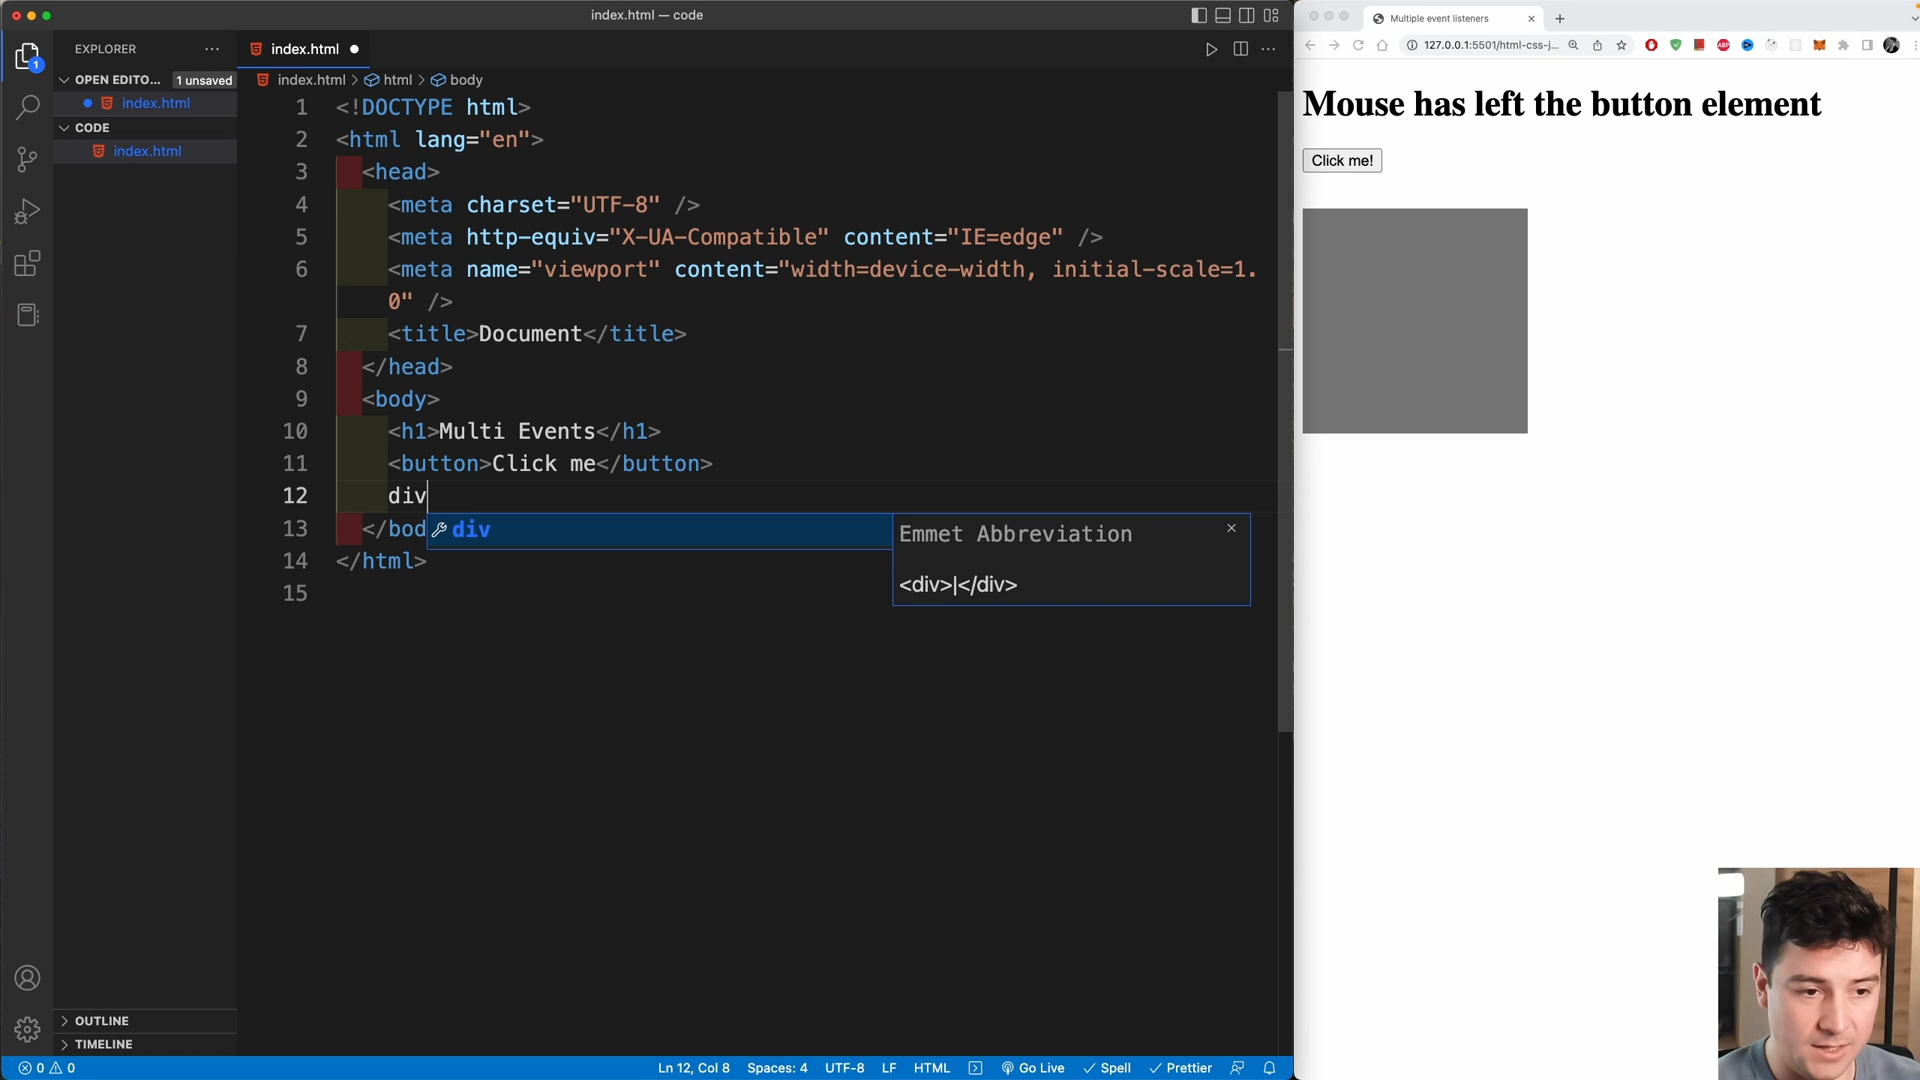 index.html — code
EXPLORER
OPEN EDITO...
1 unsaved
index.html
CODE
index.html
1
OUTLINE
TIMELINE
index.html
index.html > html > body
1 <!DOCTYPE html>
2 <html lang="en">
3 <head>
4 <meta charset="UTF-8" />
5 <meta http-equiv="X-UA-Compatible" content="IE=edge" />
6 <meta name="viewport" content="width=device-width, initial-scale=1.
0" />
7 <title>Document</title>
8 </head>
9 <body>
10 <h1>Multi Events</h1>
11 <button>Click me</button>
12 div
13 </bod
div
Emmet Abbreviation
<div>|</div>
14 </html>
15
0 0
Ln 12, Col 8 Spaces: 4 UTF-8 LF HTML Go Live Spell Prettier
Multiple event listeners
127.0.0.1:5501/html-css-j...
ABP
Mouse has left the button element
Click me!